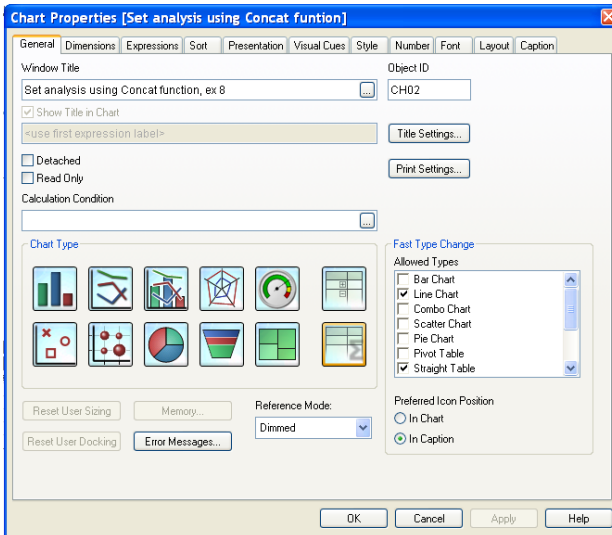 Chart Properties [Set analysis using Concat funtion]
General Dimensions Expressions Sort Presentation Visual Cues Style Number Font Layout Caption
Window Title
Object ID
Set analysis using Concat function, ex 8
...
CH02
Show Title in Chart
<use first expression label>
Title Settings...
Detached
Print Settings...
Read Only
Calculation Condition
...
Chart Type
Fast Type Change
Allowed Types
Bar Chart
Line Chart
Combo Chart
Scatter Chart
Pie Chart
Pivot Table
Straight Table
Σ
Reset User Sizing
Memory...
Reference Mode:
Dimmed
Preferred Icon Position
In Chart
Reset User Docking
Error Messages...
In Caption
OK
Cancel
Apply
Help